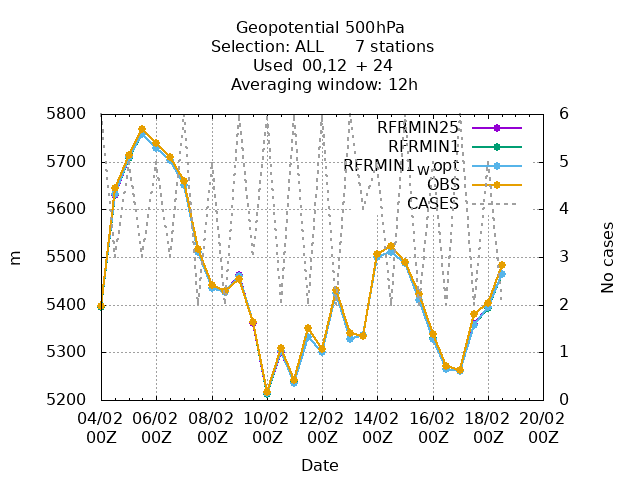 Geopotential 500hPa
Selection: ALL 7 stations
Used 00,12 + 24
Averaging window: 12h
5800
5700
5600
5500
5400
5300
5200
m
6
5
4
3
2
1
0
No cases
RFRMIN25
RFRMIN1
RFRMIN1wopt
OBS
CASES
04/02 06/02 08/02 10/02 12/02 14/02 16/02 18/02 20/02
00Z 00Z 00Z 00Z 00Z 00Z 00Z 00Z 00Z
Date